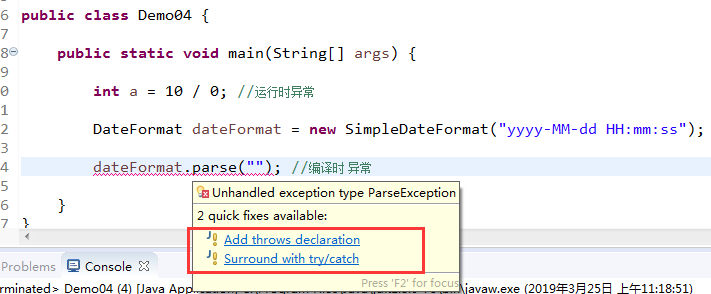 6 public class Demo04 {
7
8 public static void main(String[] args) {
9
0 int a = 10 / 0; //运行时异常
1
2 DateFormat dateFormat = new SimpleDateFormat("yyyy-MM-dd HH:mm:ss");
3
4 dateFormat.parse(""); //编译时异常
5
Unhandled exception type ParseException
6 }
2 quick fixes available:
7 }
Add throws declaration
Surround with try/catch
Press 'F2' for focus
Problems Console
rminated> Demo04 (4) [Java Applic
\javaw.exe (2019年3月25日 上午11:18:51)